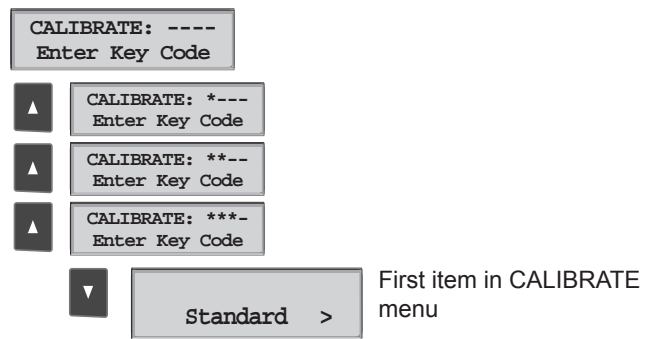 CALIBRATE: ----
Enter Key Code
CALIBRATE: *---
Enter Key Code
CALIBRATE: **--
Enter Key Code
CALIBRATE: ***-
Enter Key Code
Standard >
First item in CALIBRATE
menu